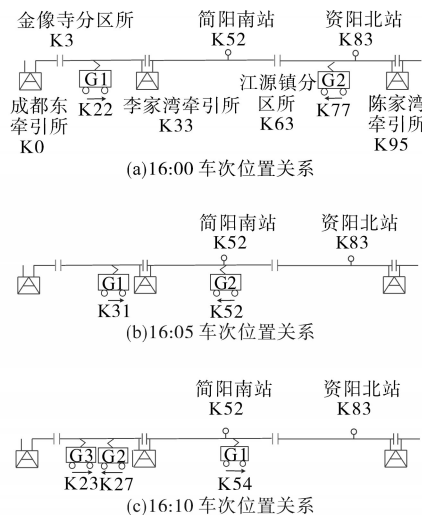 金像寺分区所
K3
简阳南站
K52
资阳北站
K83
G1
K22
G2
K77
成都东
牵引所
K0
李家湾牵引所
K33
江源镇分
区所
K63
陈家湾
牵引所
K95
(a)16:00 车次位置关系
简阳南站
K52
资阳北站
K83
G1
K31
G2
K52
(b)16:05 车次位置关系
简阳南站
K52
资阳北站
K83
G3
K23
G2
K27
G1
K54
(c)16:10 车次位置关系